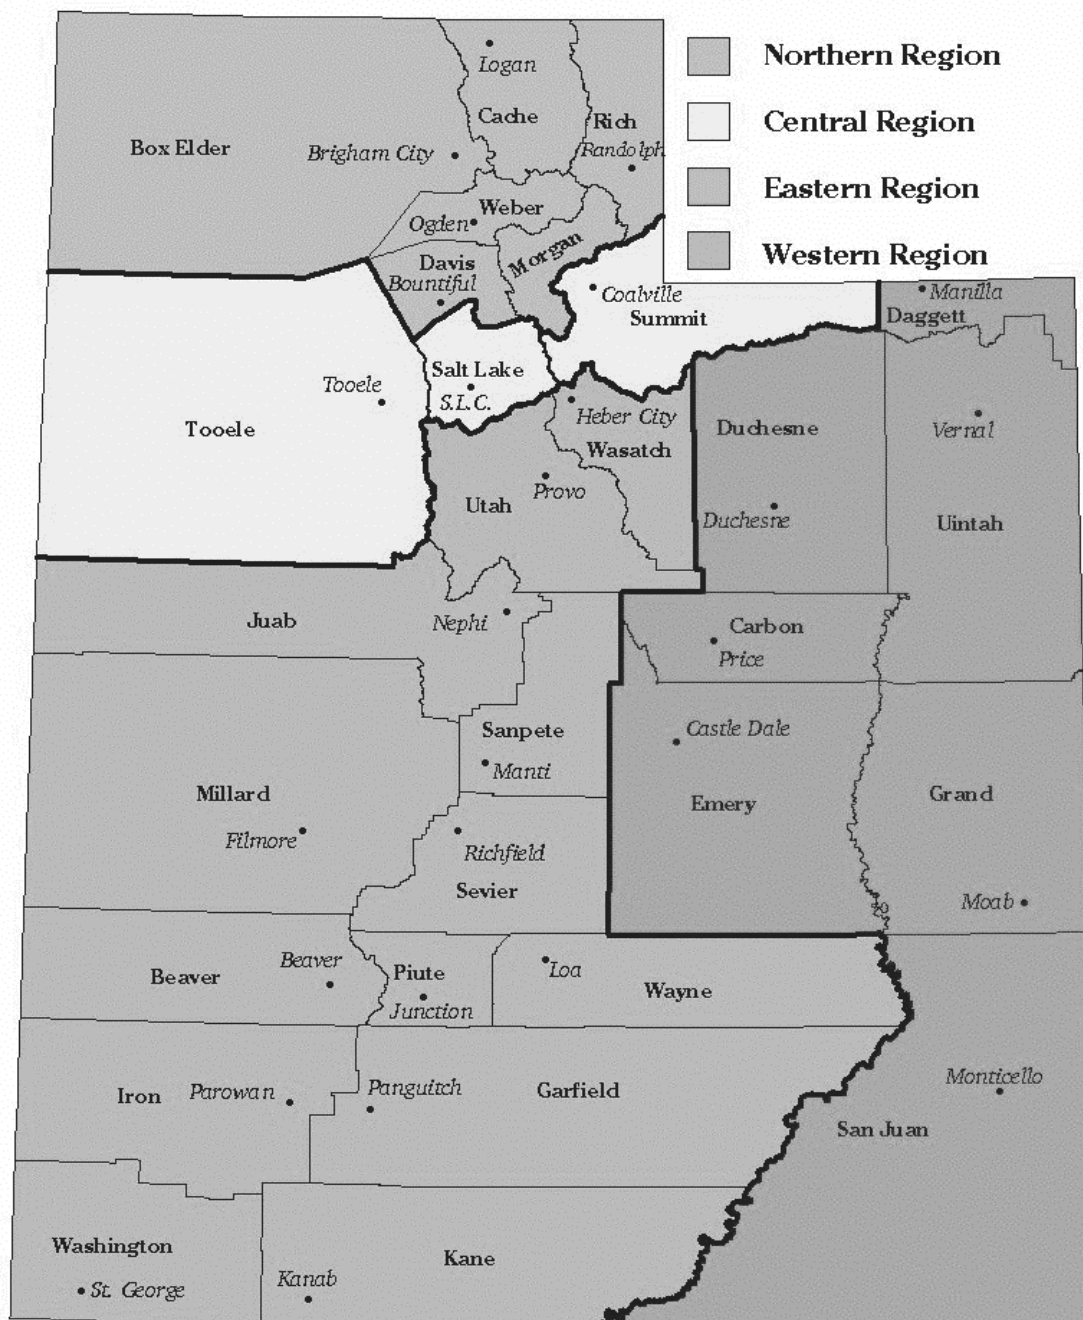 Northern Region
Central Region
Eastern Region
Western Region
Logan
Cache
Rich
Randolph
Box Elder
Brigham City
Weber
Ogden
Morgan
Davis
Bountiful
Coalville
Summit
Manilla
Daggett
Salt Lake
S.L.C.
Tooele
Tooele
Heber City
Wasatch
Duchesne
Vernal
Utah
Provo
Duchesne
Uintah
Juab
Nephi
Carbon
Price
Sanpete
Manti
Castle Dale
Millard
Filmore
Emery
Grand
Richfield
Sevier
Moab
Beaver
Beaver
Piute
Junction
Loa
Wayne
Iron
Parowan
Panguitch
Garfield
Monticello
San Juan
Washington
St. George
Kane
Kanab